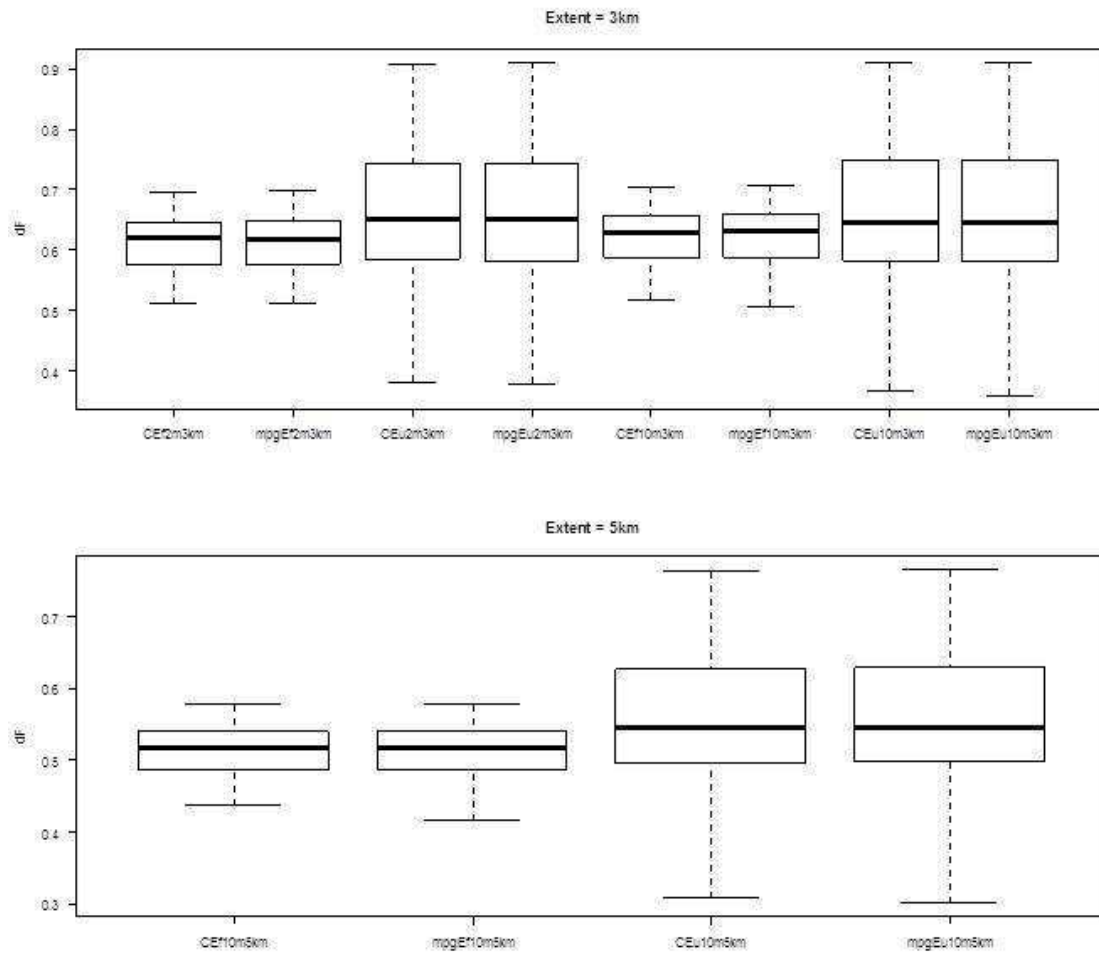 Extent = 3km
0.9
0.8
0.7
0.6
0.5
0.4
dF
CEf2m3km mpgEf2m3km CEu2m3km mpgEu2m3km CEf10m3km mpgEf10m3km CEu10m3km mpgEu10m3km
Extent = 5km
0.7
0.6
0.5
0.4
0.3
dF
CEf10m5km mpgEf10m5km CEu10m5km mpgEu10m5km